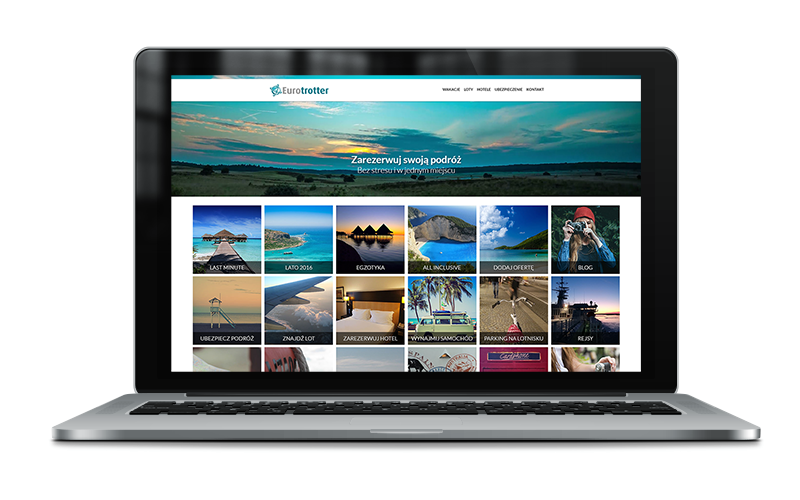 Eurotrotter
WAKACJE LOTY HOTELE UBEZPIECZENIE KONTAKT
Zarezerwuj swoją podróż
Bez stresu i w jednym miejscu
LAST MINUTE
LATO 2016
EGZOTYKA
ALL INCLUSIVE
DODAJ OFERTĘ
BLOG
UBEZPIECZ PODRÓŻ
ZNAJDŹ LOT
ZAREZERWUJ HOTEL
WYNAJMIJ SAMOCHÓD
PARKING NA LOTNISKU
REJSY